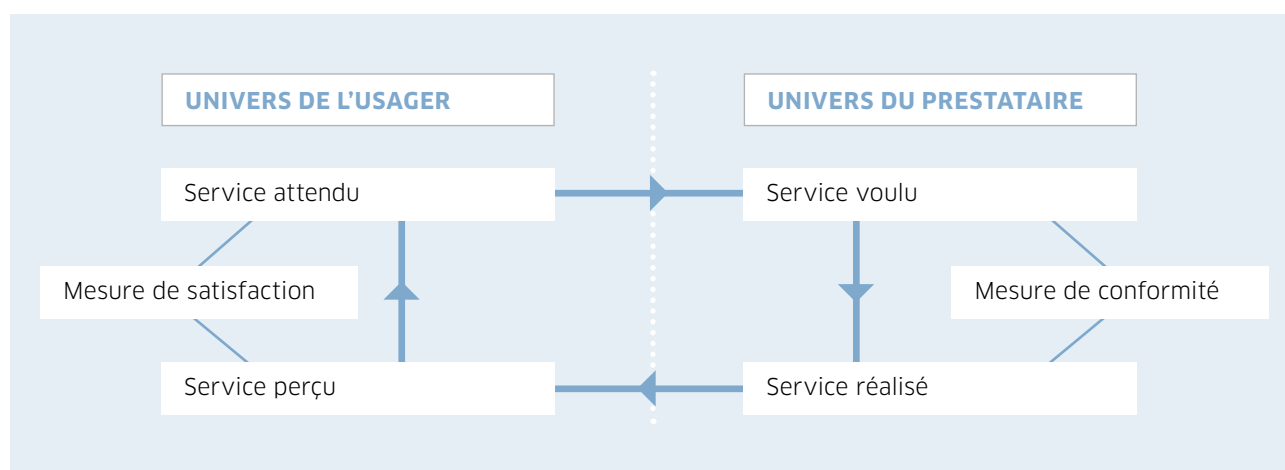 UNIVERS DE L'USAGER
UNIVERS DU PRESTATAIRE
Service attendu
Service voulu
Mesure de satisfaction
Mesure de conformité
Service perçu
Service réalisé